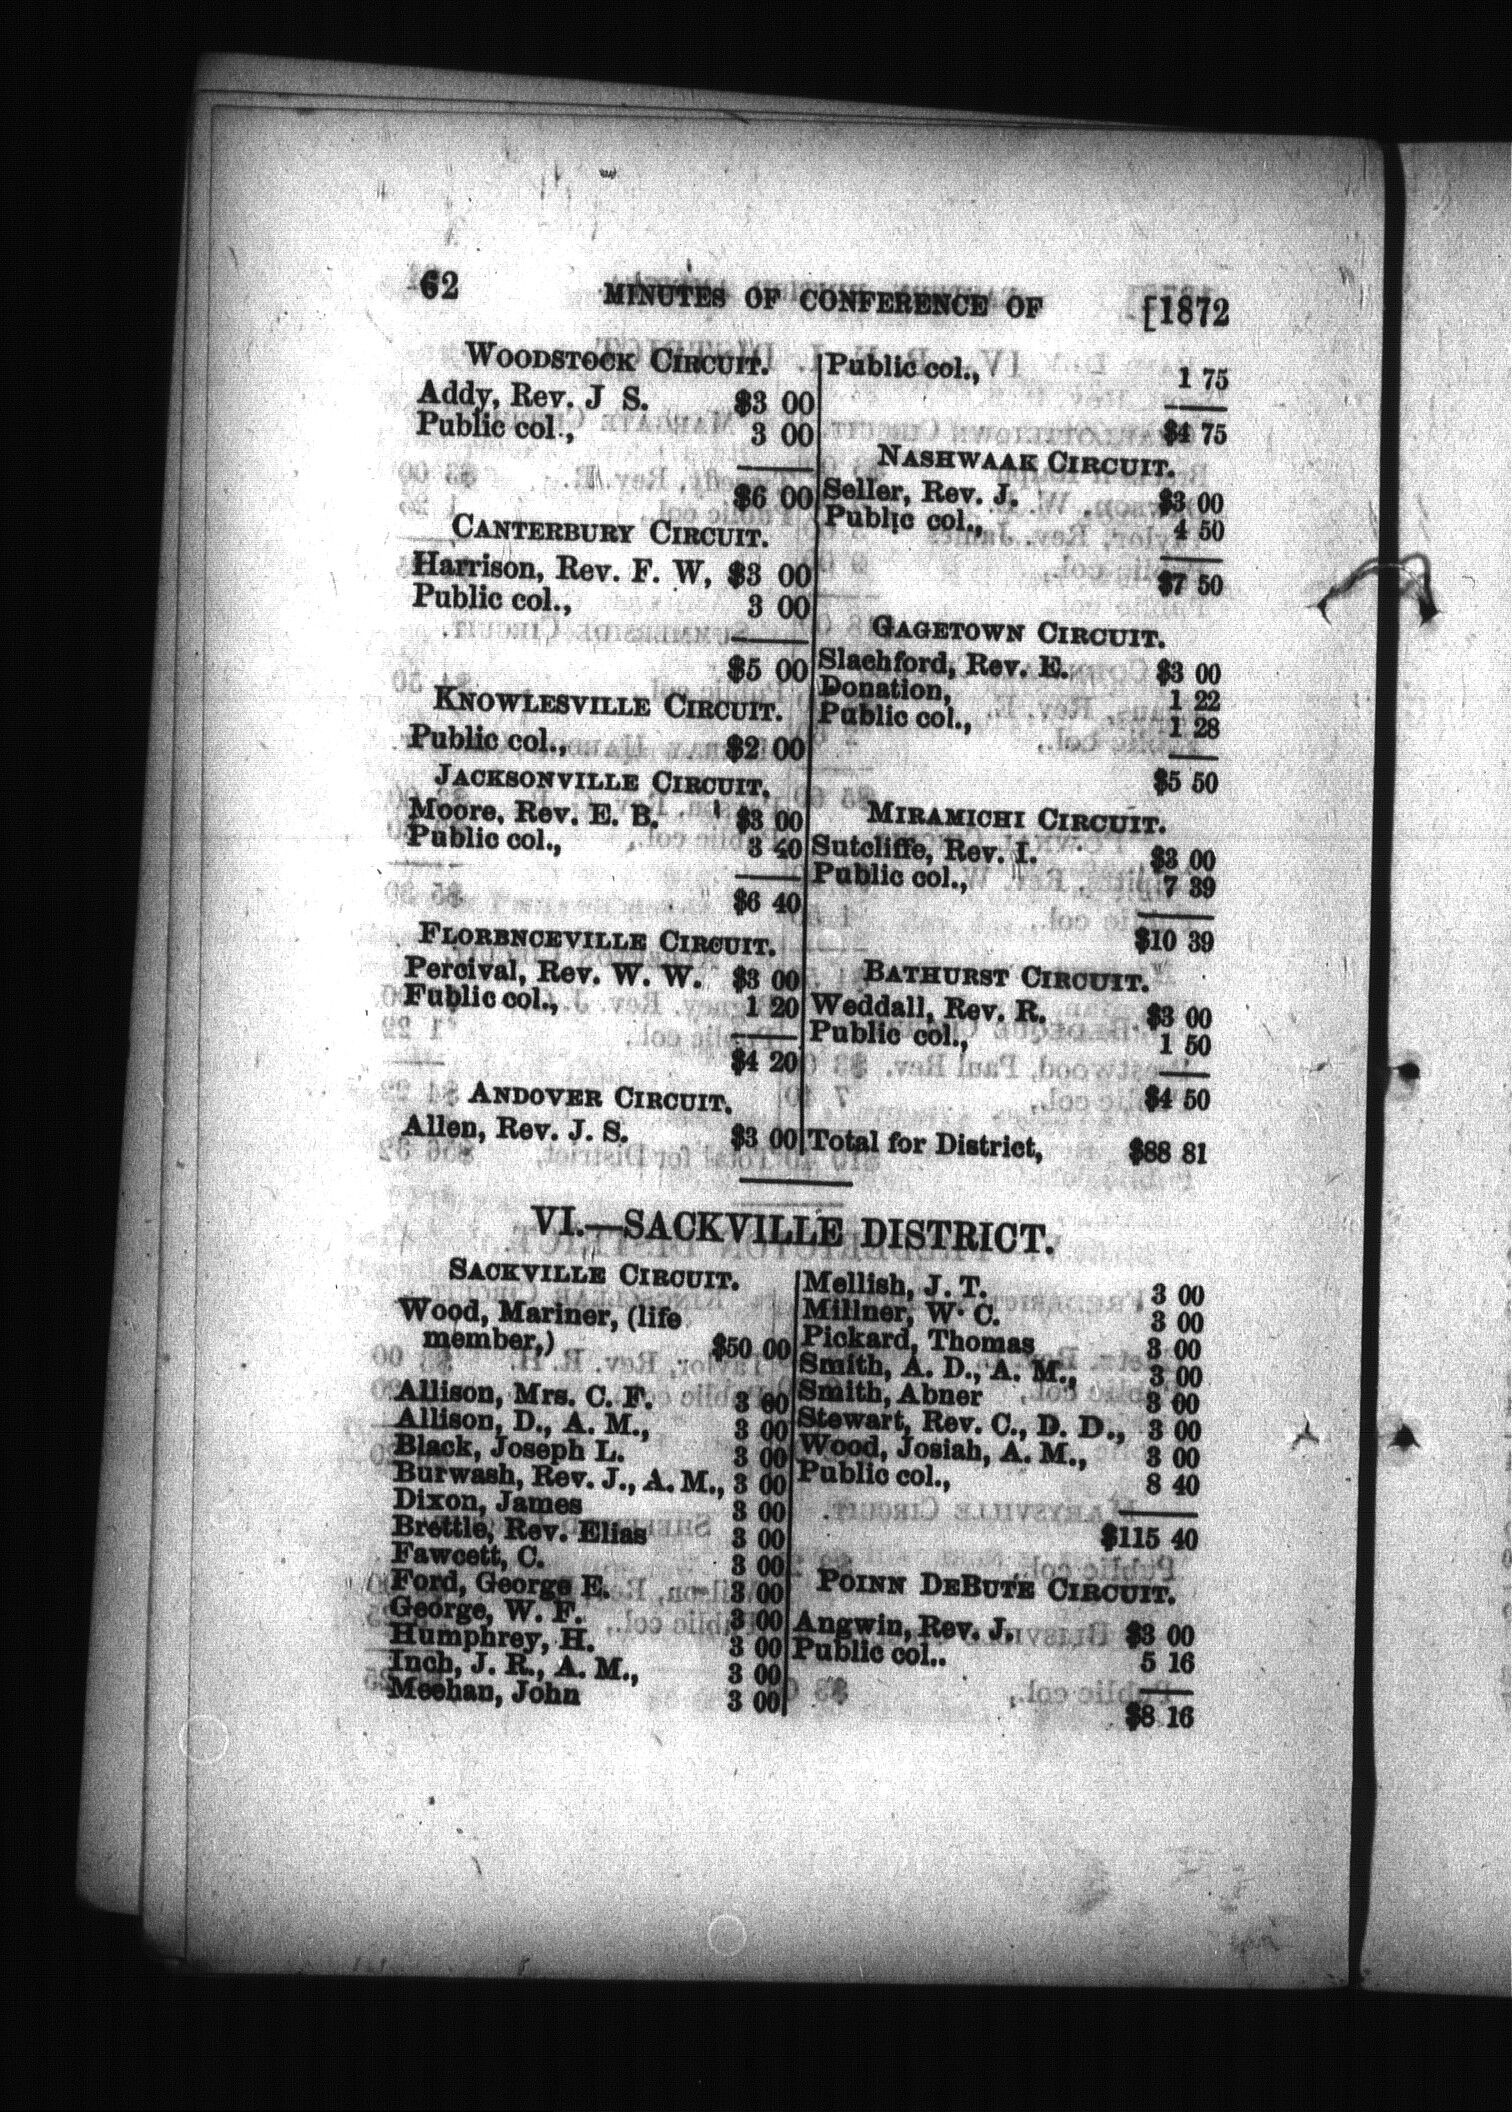 62 MINUTES OF CONFERENCE OF [1872
WOODSTOCK CIRCUIT.
Addy, Rev. J S. $3 00
Public col., 3 00
$6 00
CANTERBURY CIRCUIT.
Harrison, Rev. F. W, $3 00
Public col., 3 00
$5 00
KNOWLESVILLE CIRCUIT.
Public col., $2 00
JACKSONVILLE CIRCUIT.
Moore, Rev. E. B. $3 00
Public col., 3 40
$6 40
FLORBNCEVILLE CIRCUIT.
Percival, Rev. W. W. $3 00
Fublic col., 1 20
$4 20
ANDOVER CIRCUIT.
Allen, Rev. J. S. $3 00
Public col., 1 75
$4 75
NASHWAAK CIRCUIT.
Seller, Rev. J. $3 00
Public col., 4 50
$7 50
GAGETOWN CIRCUIT.
Slachford, Rev. E. $3 00
Donation, 1 22
Public col., 1 28
$5 50
MIRAMICHI CIRCUIT.
Sutcliffe, Rev. I. $3 00
Public col., 7 39
$10 39
BATHURST CIRCUIT.
Weddall, Rev. R. $3 00
Public col., 1 50
$4 50
Total for District, $88 81
VI.—SACKVILLE DISTRICT.
SACKVILLE CIRCUIT.
Wood, Mariner, (life
member,) $50 00
Allison, Mrs. C. F. 3 00
Allison, D., A. M., 3 00
Black, Joseph L. 3 00
Burwash, Rev. J., A. M., 3 00
Dixon, James 3 00
Brettle, Rev. Elias 3 00
Fawcett, C. 3 00
Ford, George E. 3 00
George, W. F. 3 00
Humphrey, H. 3 00
Inch, J. R., A. M., 3 00
Meehan, John 3 00
Mellish, J. T. 3 00
Millner, W. C. 3 00
Pickard, Thomas 3 00
Smith, A. D., A. M., 3 00
Smith, Abner 3 00
Stewart, Rev. C., D. D., 3 00
Wood, Josiah, A. M., 3 00
Public col., 8 40
$115 40
POINN DEBUTE CIRCUIT.
Angwin, Rev. J. $3 00
Public col.. 5 16
$8 16